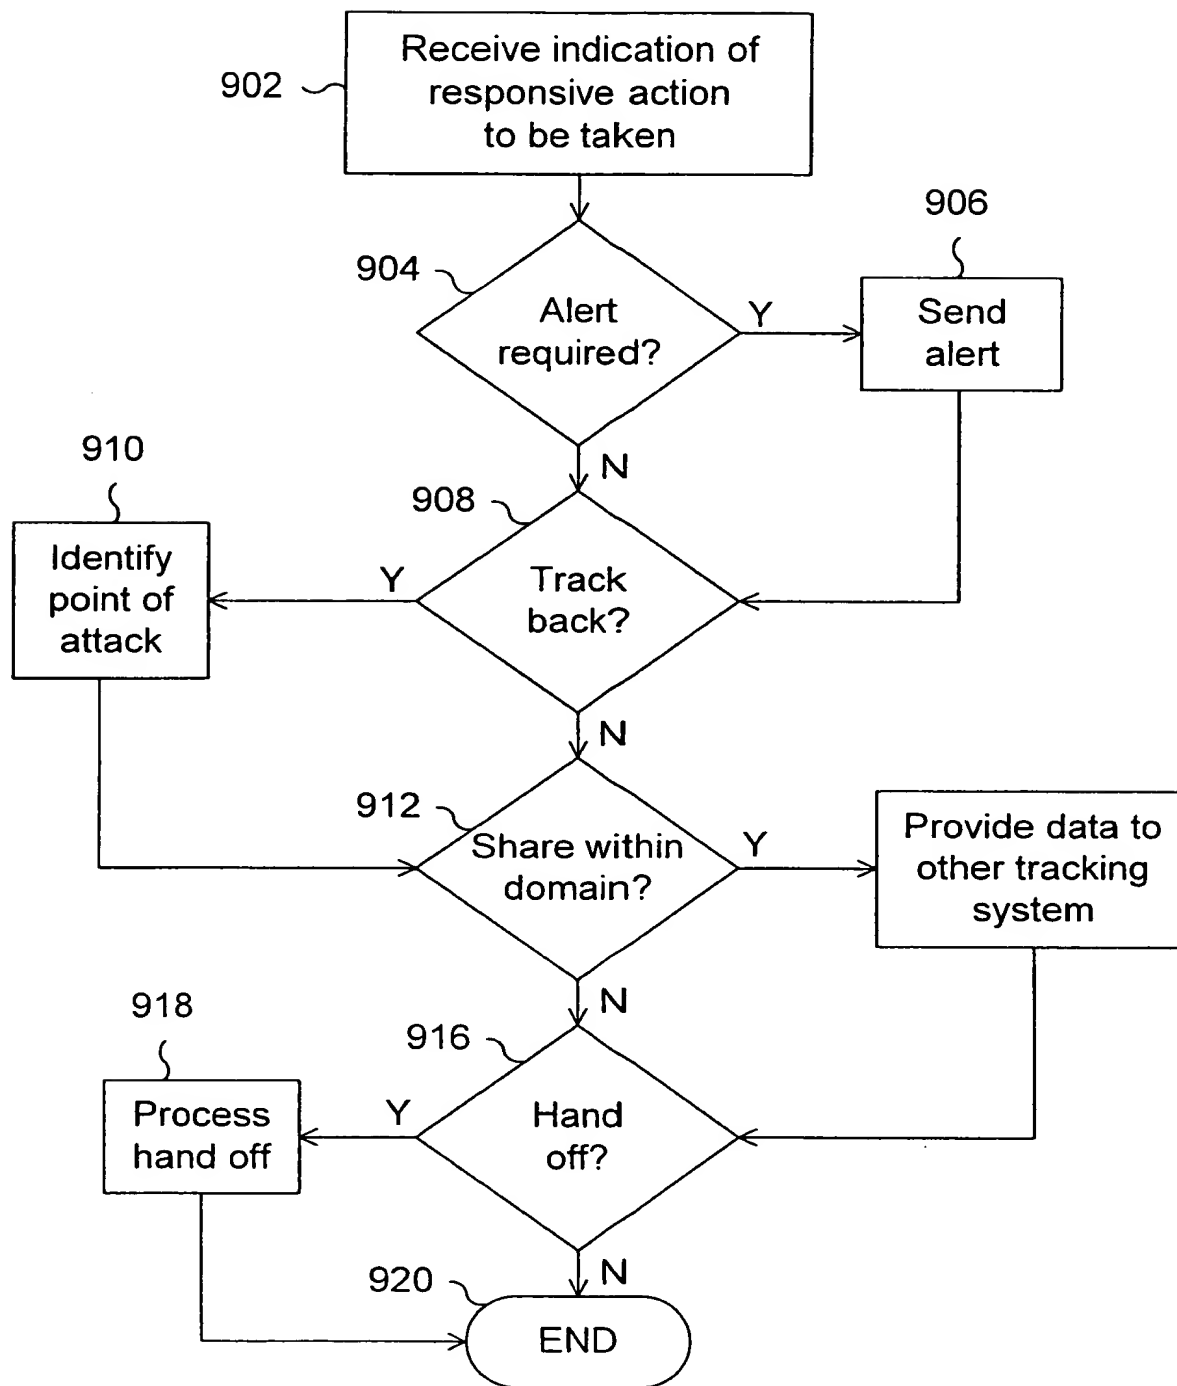 902
Receive indication of
responsive action
to be taken
904
Alert
required?
Y
906
Send
alert
N
908
Track
back?
Y
910
Identify
point of
attack
N
912
Share within
domain?
Y
Provide data to
other tracking
system
N
916
Hand
off?
Y
918
Process
hand off
N
920
END